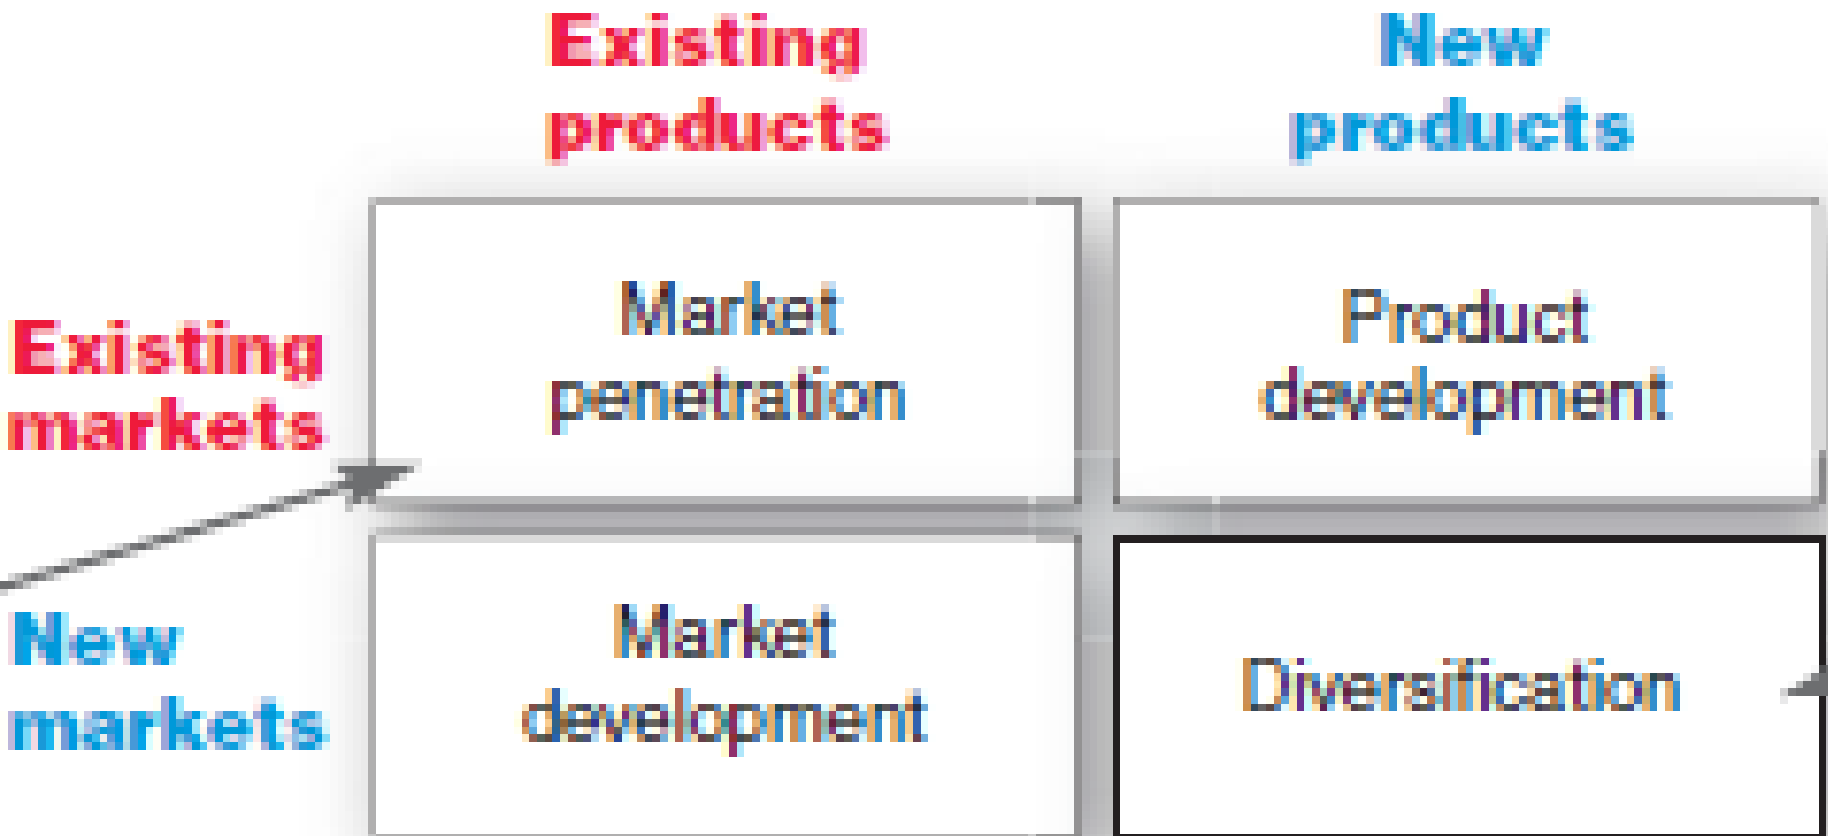 Existing
products
New
products
Existing
markets
Market
penetration
Product
development
New
markets
Market
development
Diversification